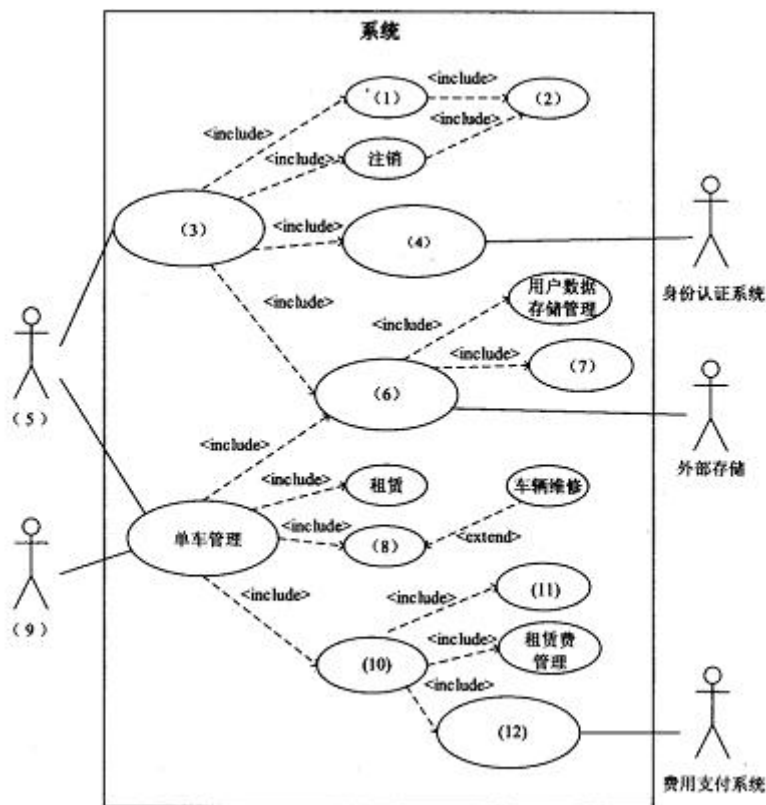 系统
<include>
（1）
（2）
<include>
<include>
<include>
注销
（3）
<include>
（4）
身份认证系统
用户数据
存储管理
<include>
<include>
<include>
（7）
（5）
（6）
<include>
外部存储
<include>
租赁
车辆维修
单车管理
<include>
（8）
<extend>
（9）
<include>
<include>
(11)
<include>
租赁费
管理
(10)
<include>
(12)
费用支付系统